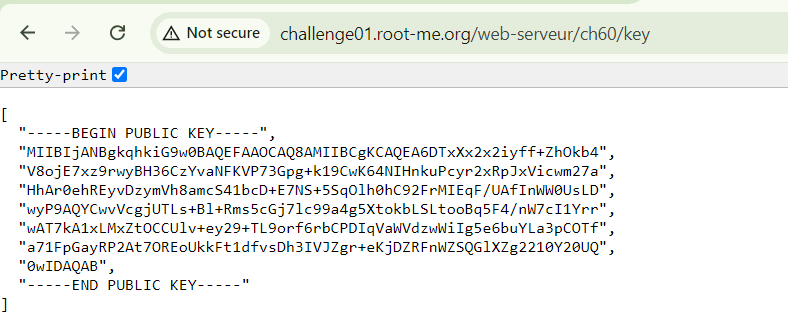 Not secure challenge01.root-me.org/web-serveur/ch60/key
Pretty-print
[
"-----BEGIN PUBLIC KEY-----",
"MIIBIjANBgkqhkiG9w0BAQEFAAOCAQ8AMIIBCgKCAQEA6DTxXx2x2iyff+ZhOkb4",
"V8ojE7xz9rwyBH36CzYvaNFKVP73Gpg+k19CwK64NIHnkuPcyr2xRpJxVicwm27a",
"HhAr0ehREyvDzymVh8amcS41bcD+E7NS+5SqOlh0hC92FrMIEqF/UAfInWW0UsLD",
"wyP9AQYCwvVcgjUTLs+Bl+Rms5cGj7lc99a4g5XtokbLSLtooBq5F4/nW7cI1Yrr",
"wAT7kA1xLMxZtOCCUlv+ey29+TL9orf6rbCPDIqVaWVdzwWiIg5e6buYLa3pCOTf",
"a71FpGayRP2At7OREoUkkFt1dfvsDh3IVJZgr+eKjDZRFnWZSQGlXZg2210Y20UQ",
"0wIDAQAB",
"-----END PUBLIC KEY-----"
]